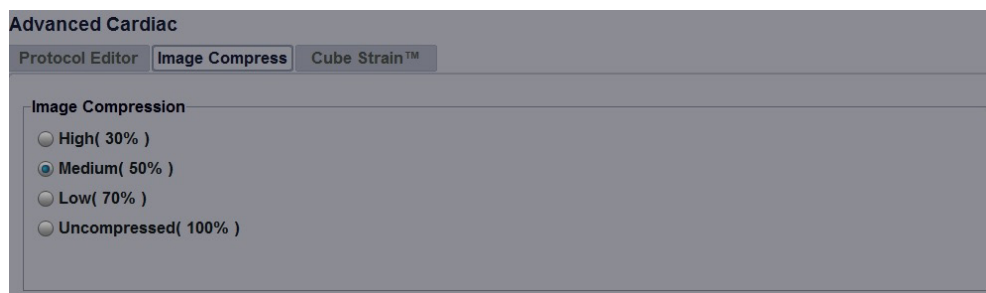 Advanced Cardiac
Protocol Editor Image Compress Cube Strain™
Image Compression
High( 30% )
Medium( 50% )
Low( 70% )
Uncompressed( 100% )